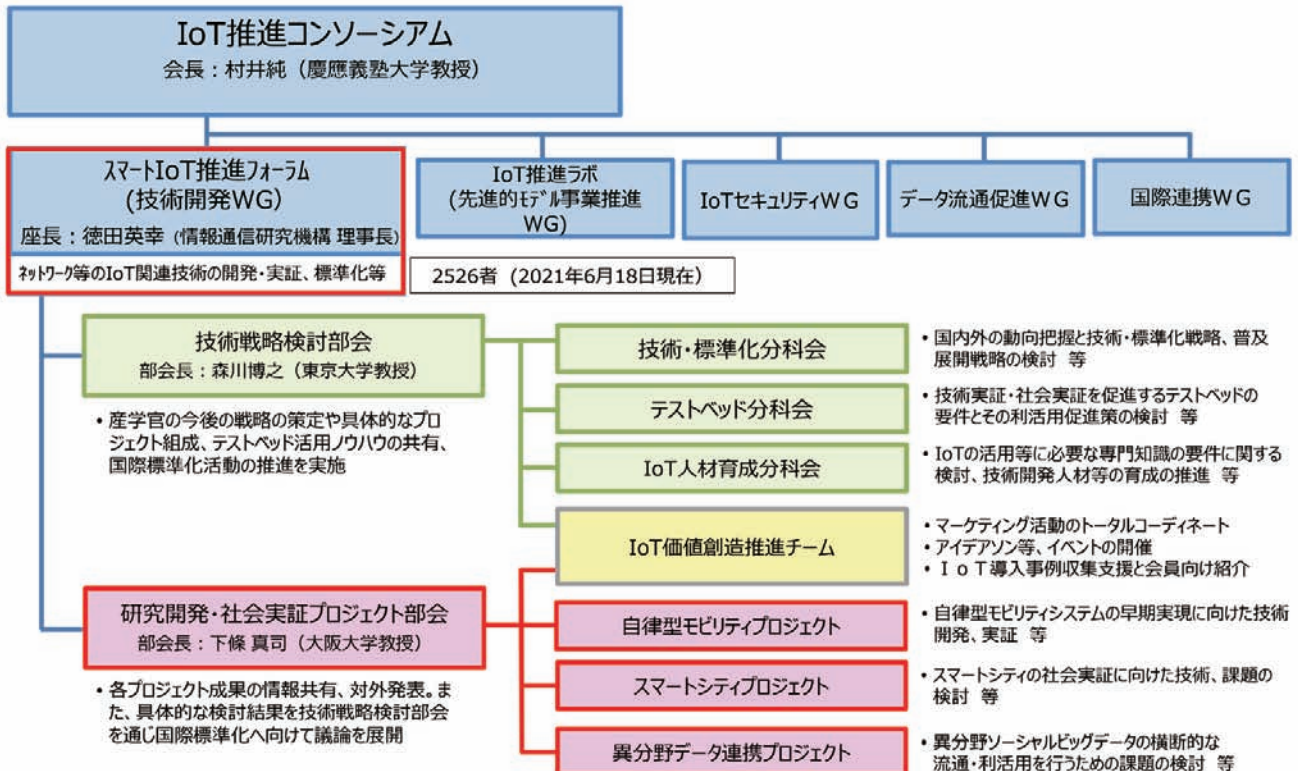 IoT推進コンソーシアム
会長：村井純（慶應義塾大学教授）
スマートIoT推進フォーラム
(技術開発WG)
座長：徳田英幸（情報通信研究機構 理事長）
ネットワーク等のIoT関連技術の開発・実証、標準化等
IoT推進ラボ
(先進的モデル事業推進
WG)
IoTセキュリティWG
データ流通促進WG
国際連携WG
2526者（2021年6月18日現在）
技術戦略検討部会
部会長：森川博之（東京大学教授）
• 産学官の今後の戦略の策定や具体的なプロ
ジェクト組成、テストベッド活用ノウハウの共有、
国際標準化活動の推進を実施
技術・標準化分科会
• 国内外の動向把握と技術・標準化戦略、普及
展開戦略の検討 等
テストベッド分科会
• 技術実証・社会実証を促進するテストベッドの
要件とその利活用促進策の検討 等
IoT人材育成分科会
• IoTの活用等に必要な専門知識の要件に関する
検討、技術開発人材等の育成の推進 等
IoT価値創造推進チーム
• マーケティング活動のトータルコーディネート
• アイデアソン等、イベントの開催
• ＩｏＴ導入事例収集支援と会員向け紹介
研究開発・社会実証プロジェクト部会
部会長：下條 真司（大阪大学教授）
• 各プロジェクト成果の情報共有、対外発表。ま
た、具体的な検討結果を技術戦略検討部会
を通じ国際標準化へ向けて議論を展開
自律型モビリティプロジェクト
• 自律型モビリティシステムの早期実現に向けた技術
開発、実証 等
スマートシティプロジェクト
• スマートシティの社会実証に向けた技術、課題の
検討 等
異分野データ連携プロジェクト
• 異分野ソーシャルビッグデータの横断的な
流通・利活用を行うための課題の検討 等